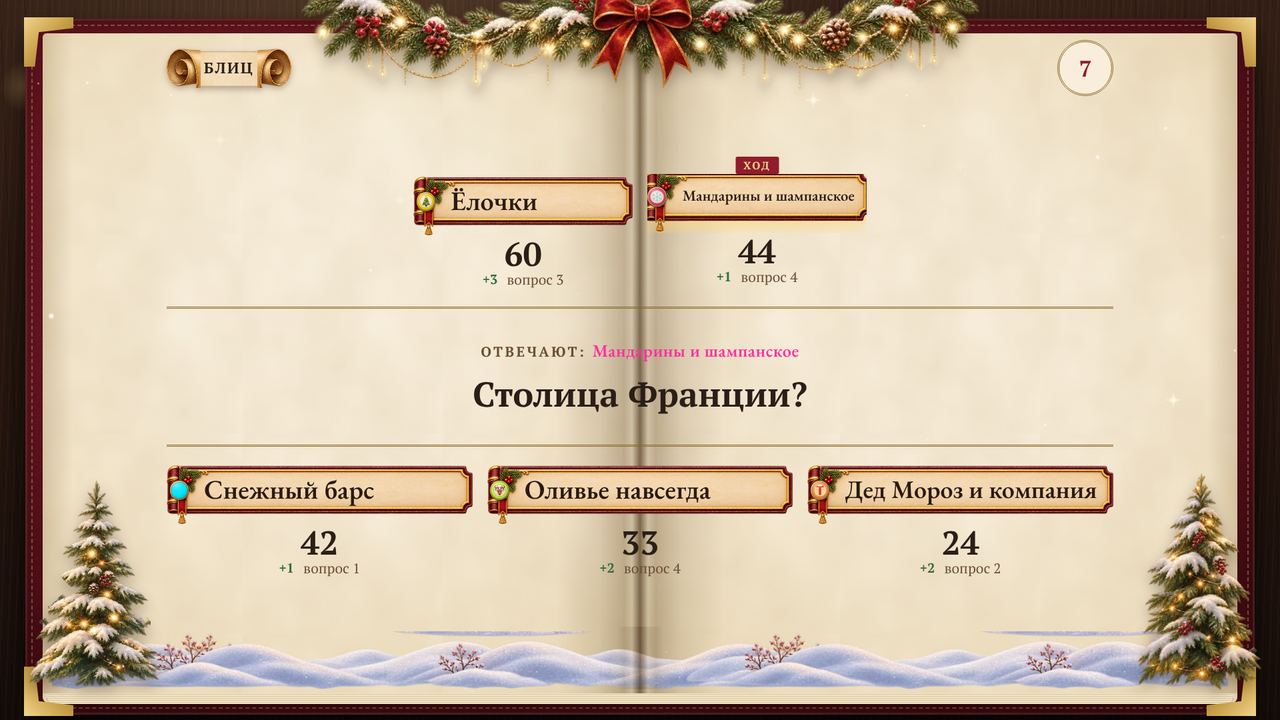 БЛИЦ
7
ХОД
Ёлочки
Мандарины и шампанское
60
44
+3 вопрос 3
+1 вопрос 4
ОТВЕЧАЮТ: Мандарины и шампанское
Столица Франции?
Снежный барс
Оливье навсегда
Дед Мороз и компания
42
33
24
+1 вопрос 1
+2 вопрос 4
+2 вопрос 2